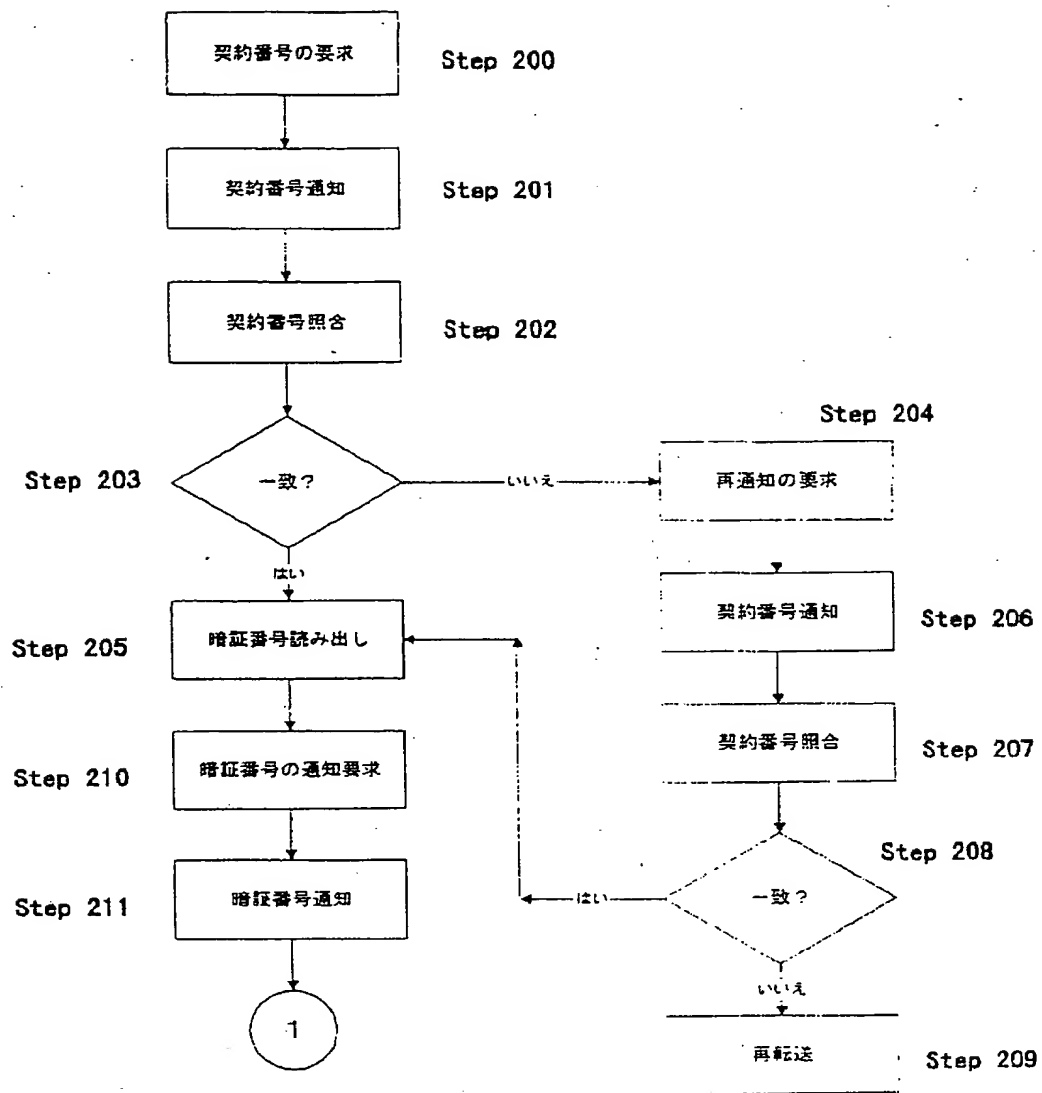 契約番号の要求
Step 200
契約番号通知
Step 201
契約番号照合
Step 202
Step 204
Step 203
一致?
いいえ
再通知の要求
はい
契約番号通知
Step 206
Step 205
暗証番号読み出し
契約番号照合
Step 207
Step 210
暗証番号の通知要求
Step 208
Step 211
暗証番号通知
はい
一致?
いいえ
1
再転送
Step 209